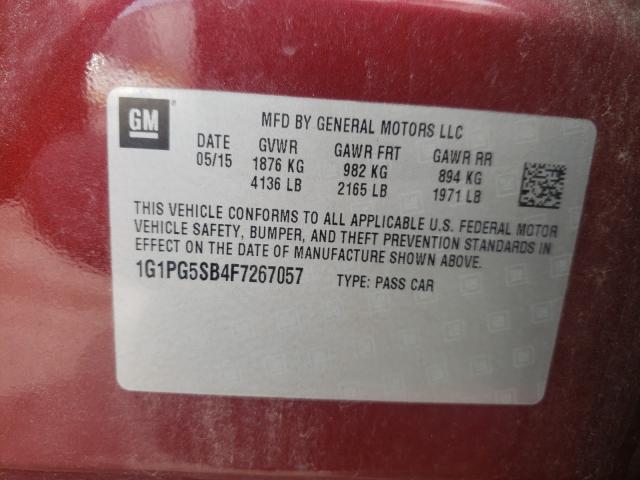 GM
MFD BY GENERAL MOTORS LLC
DATE GVWR GAWR FRT GAWR RR
05/15 1876 KG 982 KG 894 KG
4136 LB 2165 LB 1971 LB
THIS VEHICLE CONFORMS TO ALL APPLICABLE U.S. FEDERAL MOTOR
VEHICLE SAFETY, BUMPER, AND THEFT PREVENTION STANDARDS IN
EFFECT ON THE DATE OF MANUFACTURE SHOWN ABOVE.
1G1PG5SB4F7267057 TYPE: PASS CAR